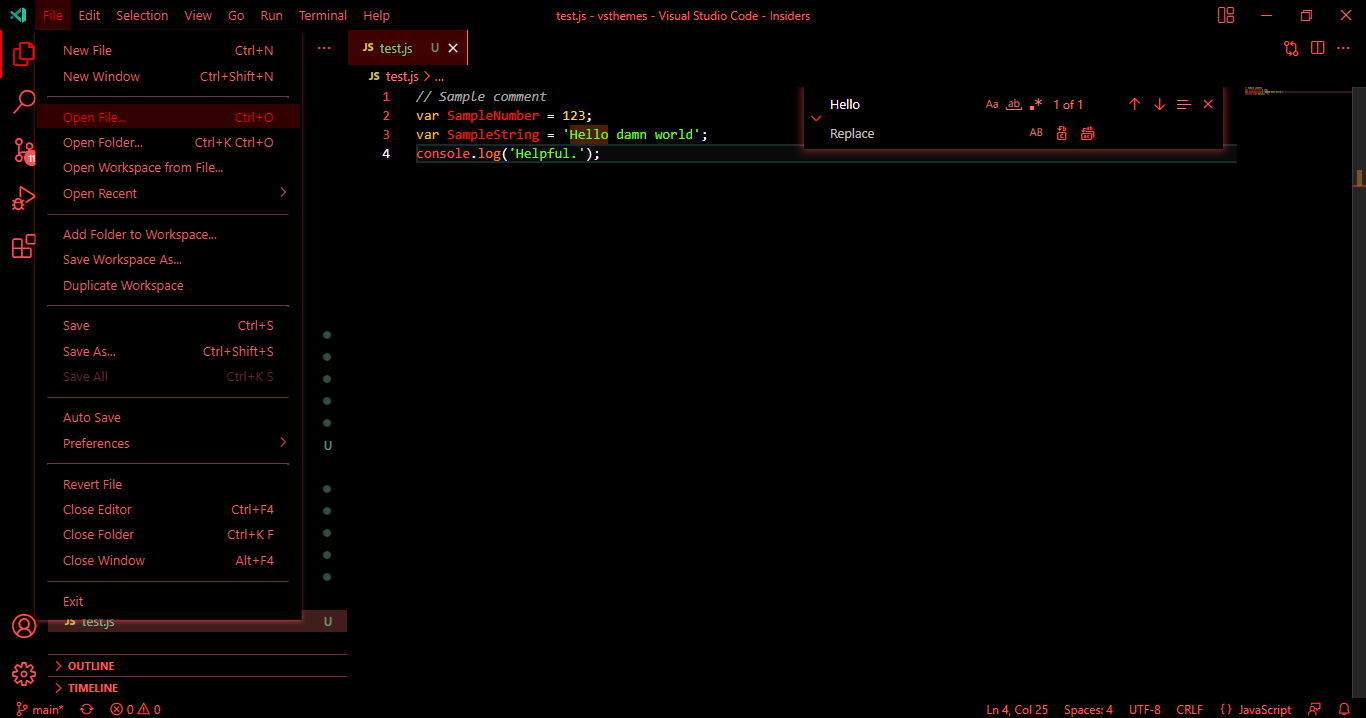 File Edit Selection View Go Run Terminal Help
test.js - vsthemes - Visual Studio Code - Insiders
New File Ctrl+N
New Window Ctrl+Shift+N
Open File... Ctrl+O
Open Folder... Ctrl+K Ctrl+O
Open Workspace from File...
Open Recent
Add Folder to Workspace...
Save Workspace As...
Duplicate Workspace
Save Ctrl+S
Save As... Ctrl+Shift+S
Save All Ctrl+K S
Auto Save
Preferences
Revert File
Close Editor Ctrl+F4
Close Folder Ctrl+K F
Close Window Alt+F4
Exit
11
U
JS test.js U
OUTLINE
TIMELINE
JS test.js U
JS test.js > ...
1 // Sample comment
2 var SampleNumber = 123;
3 var SampleString = 'Hello damn world';
4 console.log('Helpful.');
Hello Aa ab .* 1 of 1
Replace AB
main* 0 0
Ln 4, Col 25 Spaces: 4 UTF-8 CRLF {} JavaScript